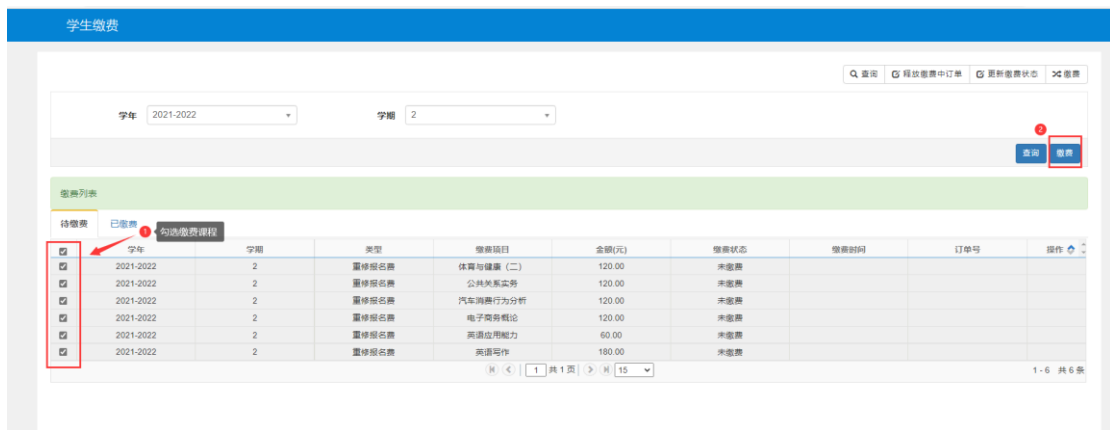 学生缴费
查询 释放缴费中订单 更新缴费状态 缴费
学年 2021-2022 学期 2
2
查询 缴费
缴费列表
待缴费 已缴费 1 勾选缴费课程
学年 学期 类型 缴费项目 金额(元) 缴费状态 缴费时间 订单号 操作
2021-2022 2 重修报名费 体育与健康（二） 120.00 未缴费
2021-2022 2 重修报名费 公共关系实务 120.00 未缴费
2021-2022 2 重修报名费 汽车消费行为分析 120.00 未缴费
2021-2022 2 重修报名费 电子商务概论 120.00 未缴费
2021-2022 2 重修报名费 英语应用能力 60.00 未缴费
2021-2022 2 重修报名费 英语写作 180.00 未缴费
1 共 1 页 15 1 - 6 共 6 条